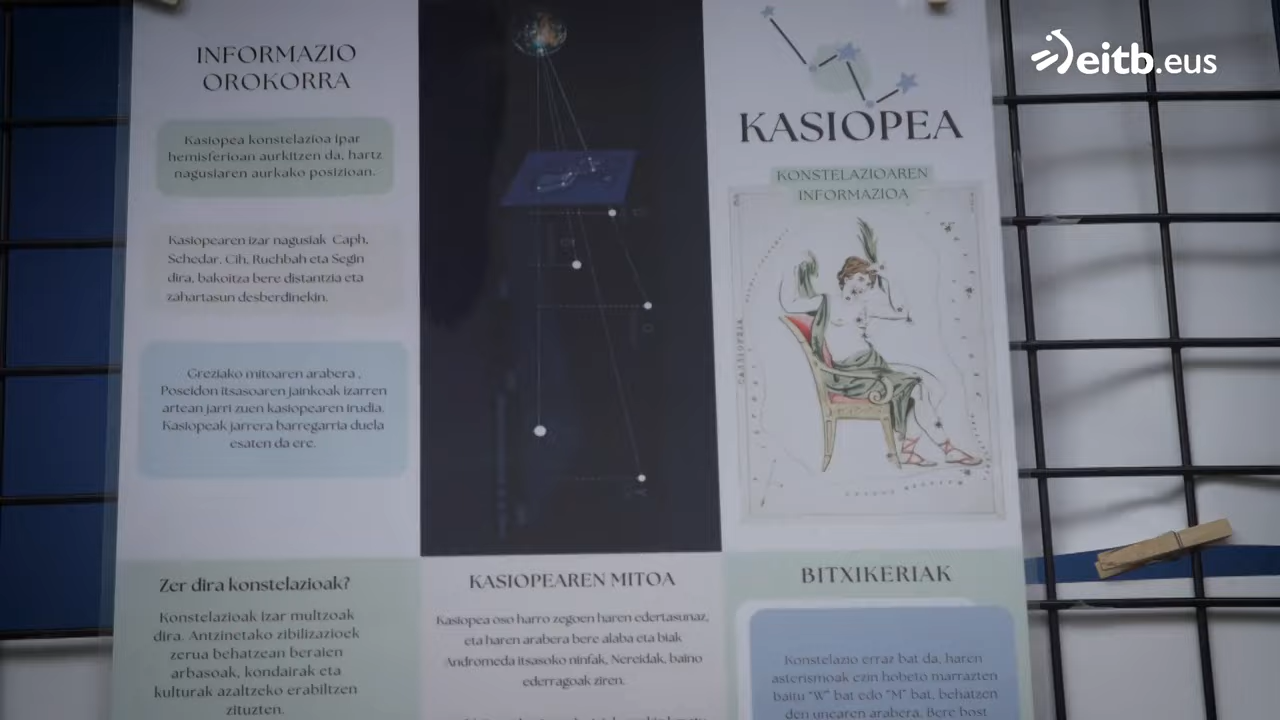 eitb.eus
INFORMAZIO
OROKORRA
Kasiopea konstelazioa ipar
hemisferioan aurkitzen da, hartz
nagusiaren aurkako posizioan.
Kasiopearen izar nagusiak Caph,
Schedar, Cih, Ruchbah eta Segin
dira, bakoitza bere distantzia eta
zahartasun desberdinekin.
Greziako mitoaren arabera ,
Poseidon itsasoaren jainkoak izarren
artean jarri zuen kasiopearen irudia.
Kasiopeak jarrera barregarria duela
esaten da ere.
KASIOPEA
KONSTELAZIOAREN
INFORMAZIOA
CASSIOPEIA
Zer dira konstelazioak?
Konstelazioak izar multzoak
dira. Antzinetako zibilizazioek
zerua behatzean beraien
arbasoak, kondairak eta
kulturak azaltzeko erabiltzen
zituzten.
KASIOPEAREN MITOA
Kasiopea oso harro zegoen haren edertasunaz,
eta haren arabera bere alaba eta biak
Andromeda itsasoko ninfak, Nereidak, baino
ederragoak ziren.
BITXIKERIAK
Konstelazio erraz bat da, haren
asterismoak ezin hobeto marrazten
baitu "W" bat edo "M" bat, behatzen
den unearen arabera. Bere bost